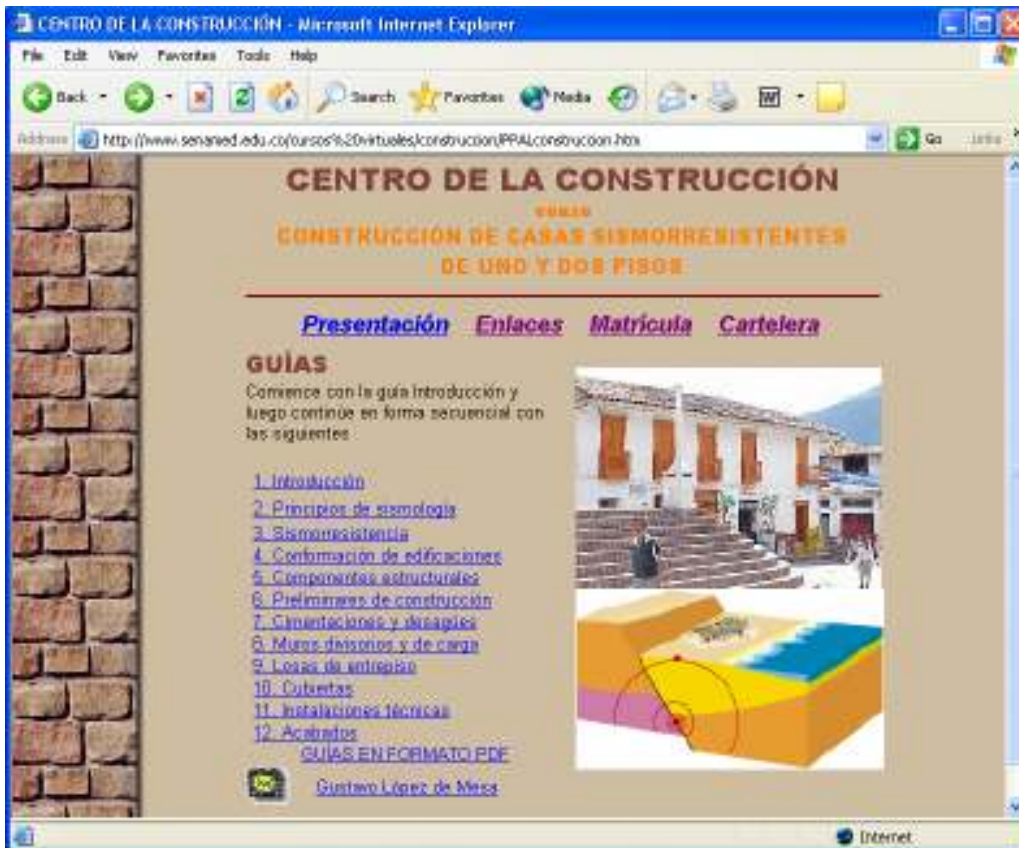 CENTRO DE LA CONSTRUCCIÓN - Microsoft Internet Explorer
File Edit View Favorites Tools Help
Back Search Favorites Media
Address http://www.senamed.edu.co/cursos%20virtuales/construccion/PPALconstruccion.htm Go Links
CENTRO DE LA CONSTRUCCIÓN
CURSO
CONSTRUCCIÓN DE CASAS SISMORRESISTENTES
DE UNO Y DOS PISOS
Presentación Enlaces Matrícula Cartelera
GUÍAS
Comience con la guía Introducción y
luego continúe en forma secuencial con
las siguientes
1. Introducción
2. Principios de sismología
3. Sismorresistencia
4. Conformación de edificaciones
5. Componentes estructurales
6. Preliminares de construcción
7. Cimentaciones y desagües
8. Muros divisorios y de carga
9. Losas de entrepiso
10. Cubiertas
11. Instalaciones técnicas
12. Acabados
GUÍAS EN FORMATO PDF
Gustavo López de Mesa
Internet